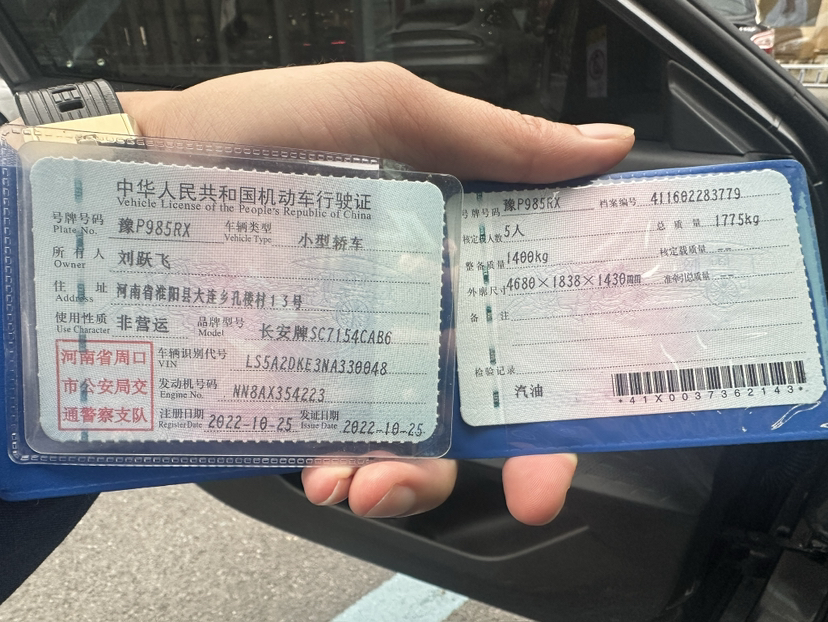 中华人民共和国机动车行驶证
Vehicle License of the People's Republic of China
号牌号码 豫P985RX 车辆类型 小型轿车
Plate No. Vehicle Type
所有人 刘跃飞
Owner
住址 河南省淮阳县大连乡孔楼村13号
Address
使用性质 非营运 品牌型号 长安牌SC7154CAB6
Use Character Model
河南省周口
市公安局交
通警察支队
车辆识别代号 LS5A2DKE3NA330048
VIN
发动机号码 NN8AX354223
Engine No.
注册日期 2022-10-25 发证日期 2022-10-25
Register Date Issue Date
号牌号码 豫P985RX 档案编号 411602283779
核定载人数 5人 总质量 1775kg
整备质量 1400kg 核定载质量 --
外廓尺寸 4680×1838×1430 准牵引总质量 --
备注
检验记录
汽油
*41X0037362143*